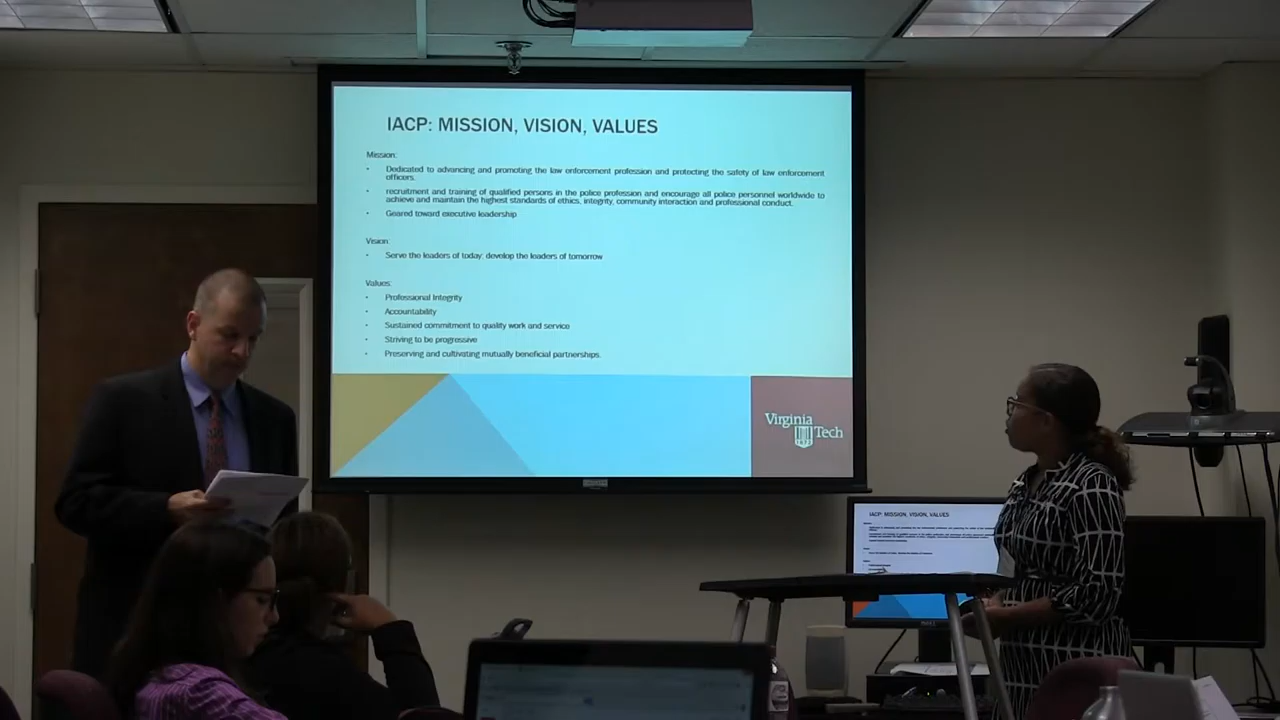 IACP: MISSION, VISION, VALUES
Mission:
• Dedicated to advancing and promoting the law enforcement profession and protecting the safety of law enforcement
officers.
• recruitment and training of qualified persons in the police profession and encourage all police personnel worldwide to
achieve and maintain the highest standards of ethics, integrity, community interaction and professional conduct.
• Geared toward executive leadership
Vision:
• Serve the leaders of today; develop the leaders of tomorrow
Values:
• Professional Integrity
• Accountability
• Sustained commitment to quality work and service
• Striving to be progressive
• Preserving and cultivating mutually beneficial partnerships.
Virginia
Tech
1872
IACP: MISSION, VISION, VALUES